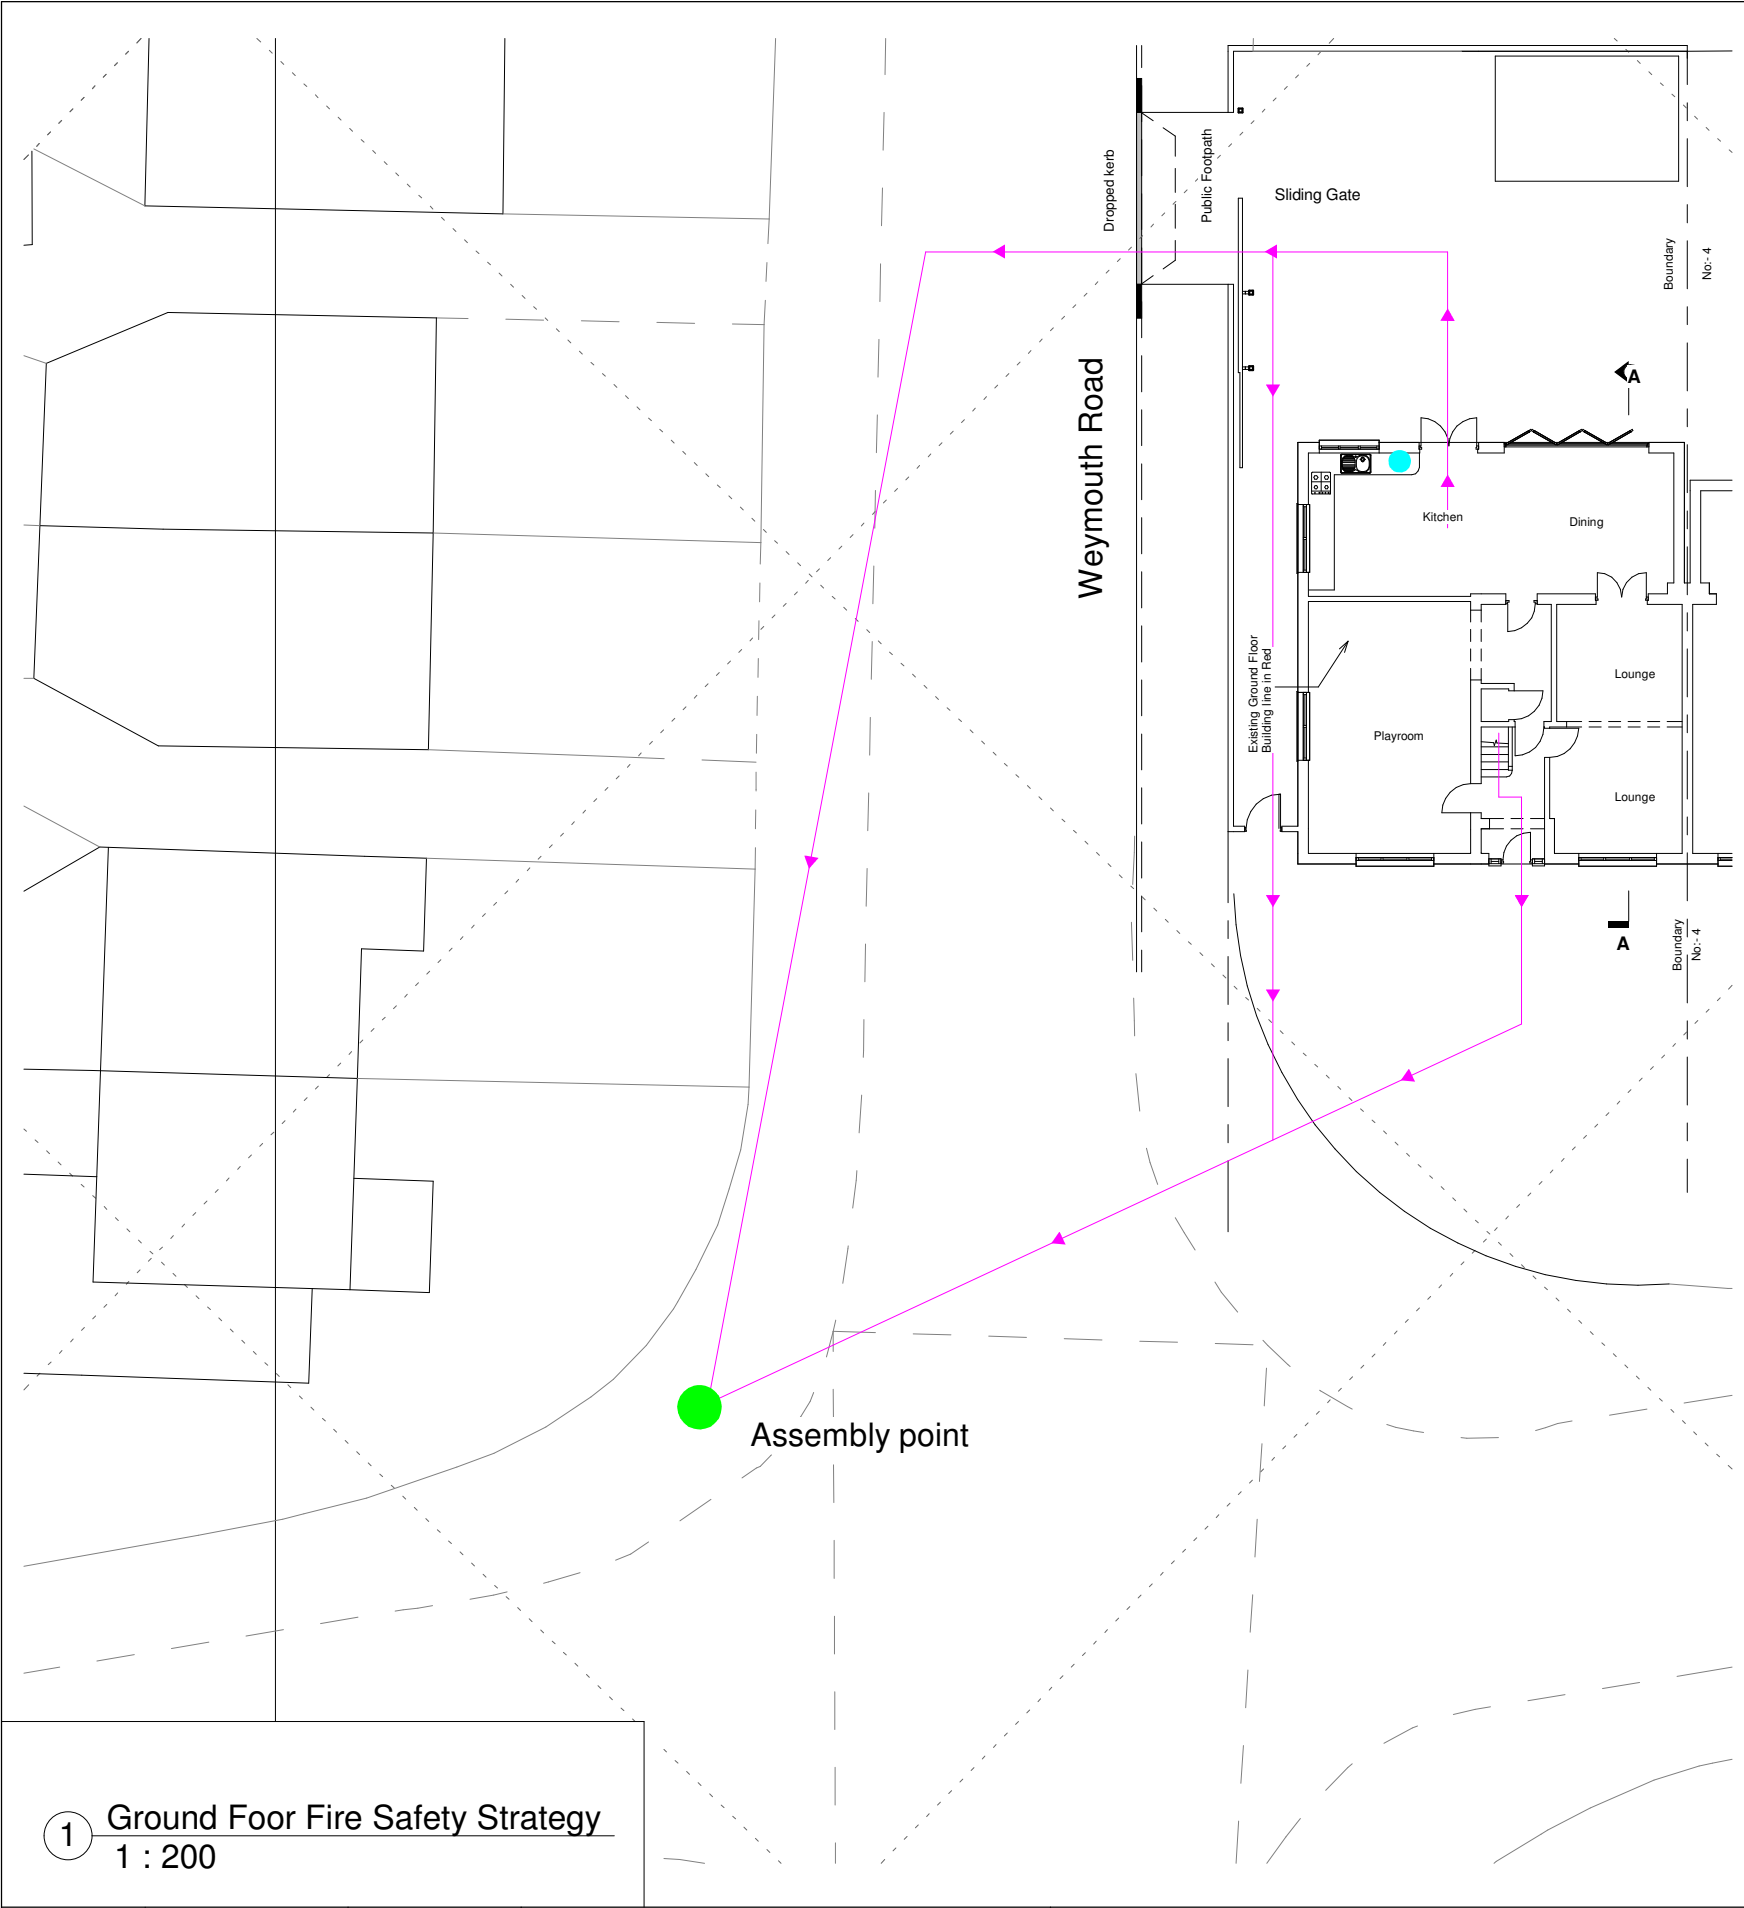 Dropped kerb
Public Footpath
Sliding Gate
Boundary
No:- 4
Weymouth Road
A
Kitchen
Dining
Existing Ground Floor
Building line in Red
Lounge
Playroom
Lounge
A
Boundary
No:- 4
Assembly point
1
Ground Foor Fire Safety Strategy
1 : 200